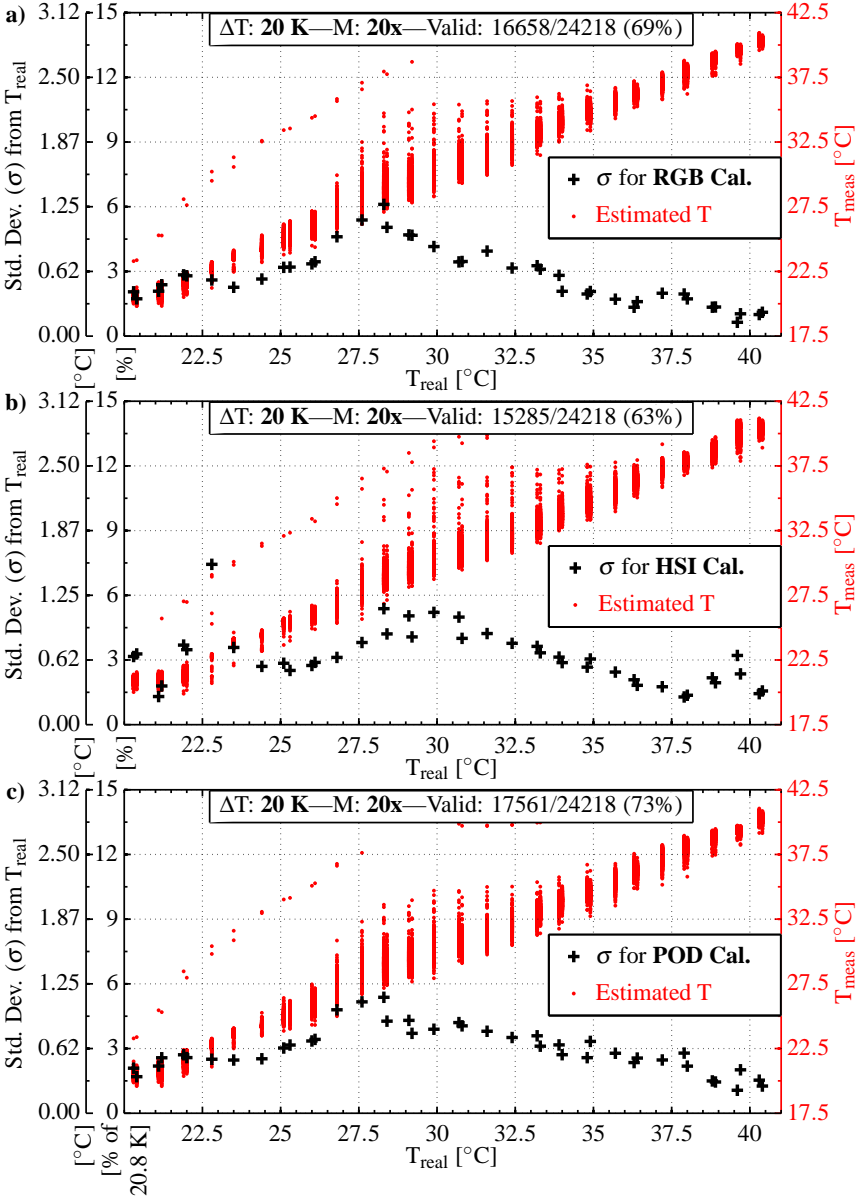 a)
3.12 15
2.50 12
1.87 9
1.25 6
0.62 3
0.00 0
Std. Dev. (σ) from T_real
[°C]
[%]
ΔT: 20 K—M: 20x—Valid: 16658/24218 (69%)
σ for RGB Cal.
Estimated T
42.5
37.5
32.5
27.5
22.5
17.5
T_meas [°C]
22.5 25 27.5 30 32.5 35 37.5 40
T_real [°C]
b)
3.12 15
2.50 12
1.87 9
1.25 6
0.62 3
0.00 0
Std. Dev. (σ) from T_real
[°C]
[%]
ΔT: 20 K—M: 20x—Valid: 15285/24218 (63%)
σ for HSI Cal.
Estimated T
42.5
37.5
32.5
27.5
22.5
17.5
T_meas [°C]
22.5 25 27.5 30 32.5 35 37.5 40
T_real [°C]
c)
3.12 15
2.50 12
1.87 9
1.25 6
0.62 3
0.00 0
Std. Dev. (σ) from T_real
[°C]
[% of
20.8 K]
ΔT: 20 K—M: 20x—Valid: 17561/24218 (73%)
σ for POD Cal.
Estimated T
42.5
37.5
32.5
27.5
22.5
17.5
T_meas [°C]
22.5 25 27.5 30 32.5 35 37.5 40
T_real [°C]